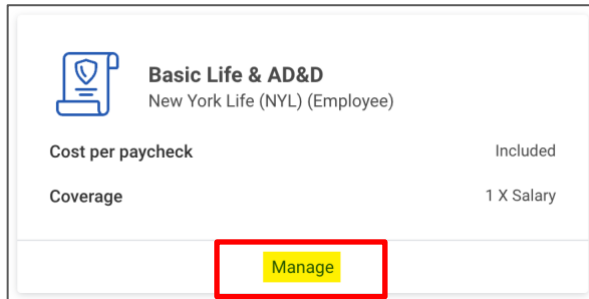 Basic Life & AD&D
New York Life (NYL) (Employee)
Cost per paycheck Included
Coverage 1 X Salary
Manage